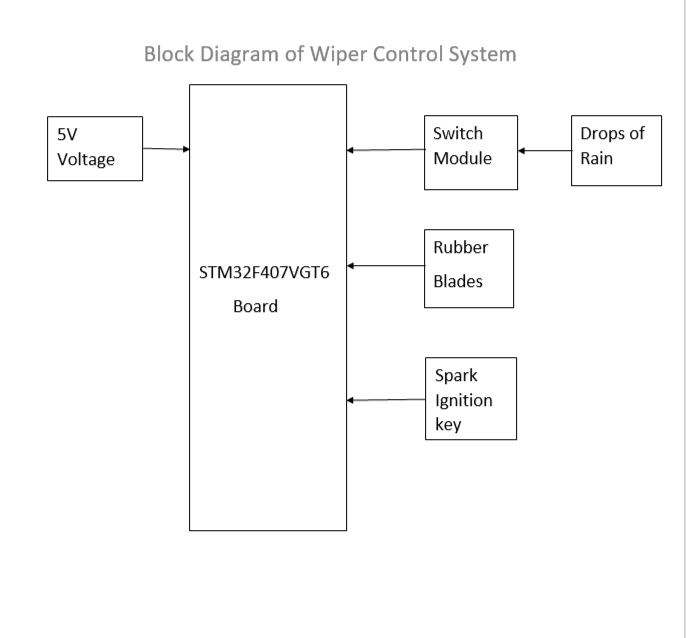 Block Diagram of Wiper Control System
5V
Voltage
Switch
Module
Drops of
Rain
Rubber
Blades
STM32F407VGT6
Board
Spark
Ignition
key